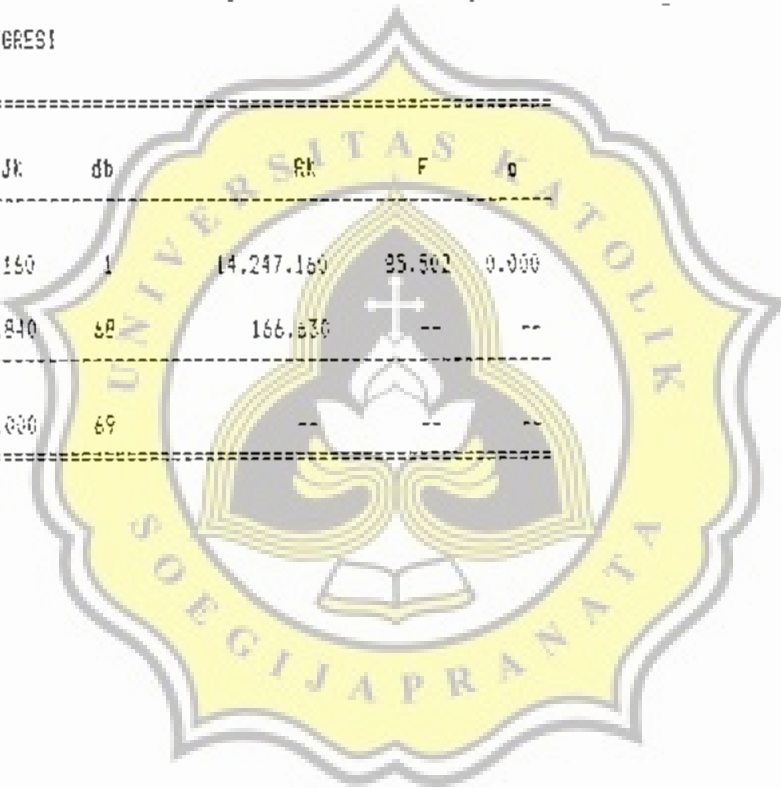 GRESI
JK db RK F p
160 1 14.247.160 85.502 0.000
.840 68 166.630 -- --
.000 69 -- -- --
UNIVERSITAS KATOLIK
SOEGIJAPRANATA